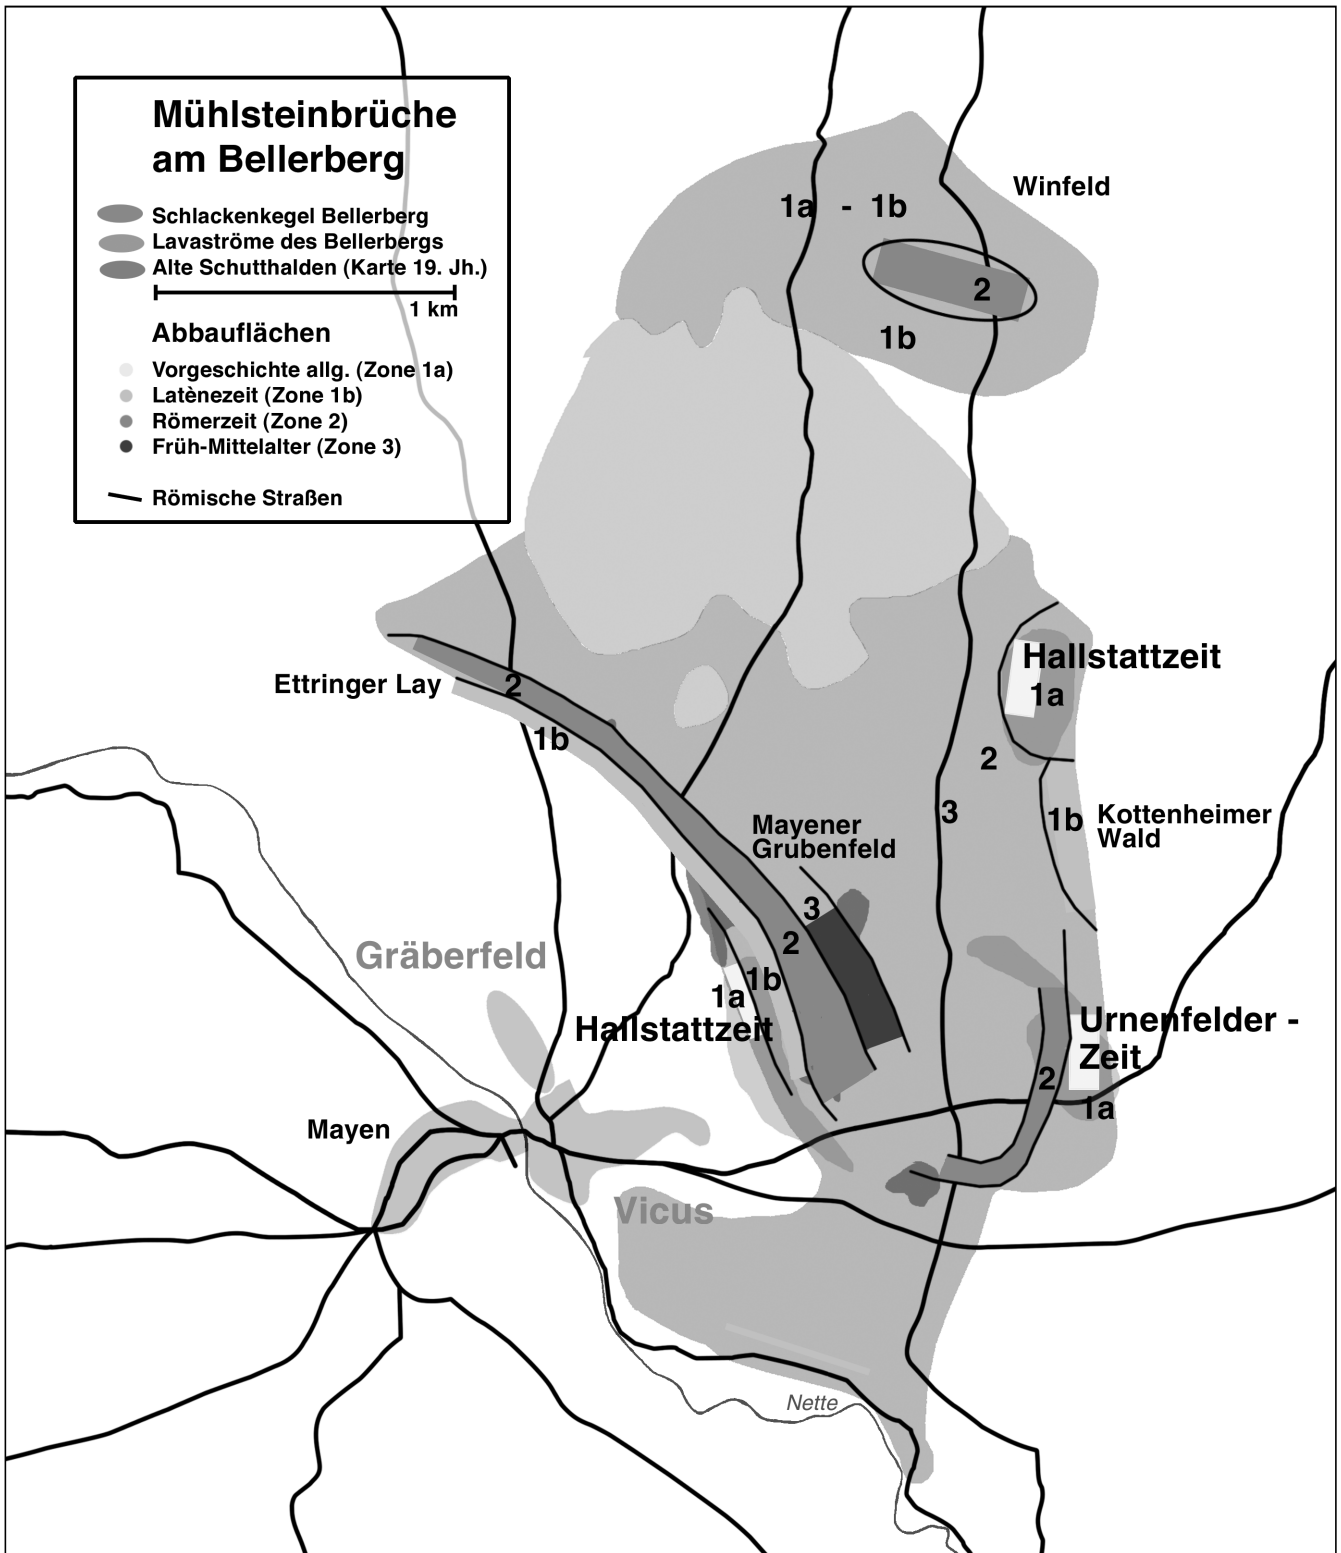 Mühlsteinbrüche
am Bellerberg
Schlackenkegel Bellerberg
Lavaströme des Bellerbergs
Alte Schutthalden (Karte 19. Jh.)
1 km
Abbauflächen
Vorgeschichte allg. (Zone 1a)
Latènezeit (Zone 1b)
Römerzeit (Zone 2)
Früh-Mittelalter (Zone 3)
Römische Straßen
Winfeld
1a - 1b
2
1b
Hallstattzeit
1a
Ettringer Lay
2
1b
2
3
1b
Kottenheimer
Wald
Mayener
Grubenfeld
3
2
1b
1a
Hallstattzeit
Gräberfeld
Urnenfelder -
Zeit
2
1a
Mayen
Vicus
Nette